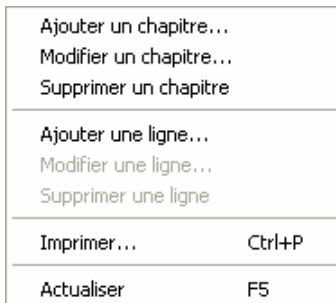 Ajouter un chapitre...
Modifier un chapitre...
Supprimer un chapitre
Ajouter une ligne...
Modifier une ligne...
Supprimer une ligne
Imprimer... Ctrl+P
Actualiser F5